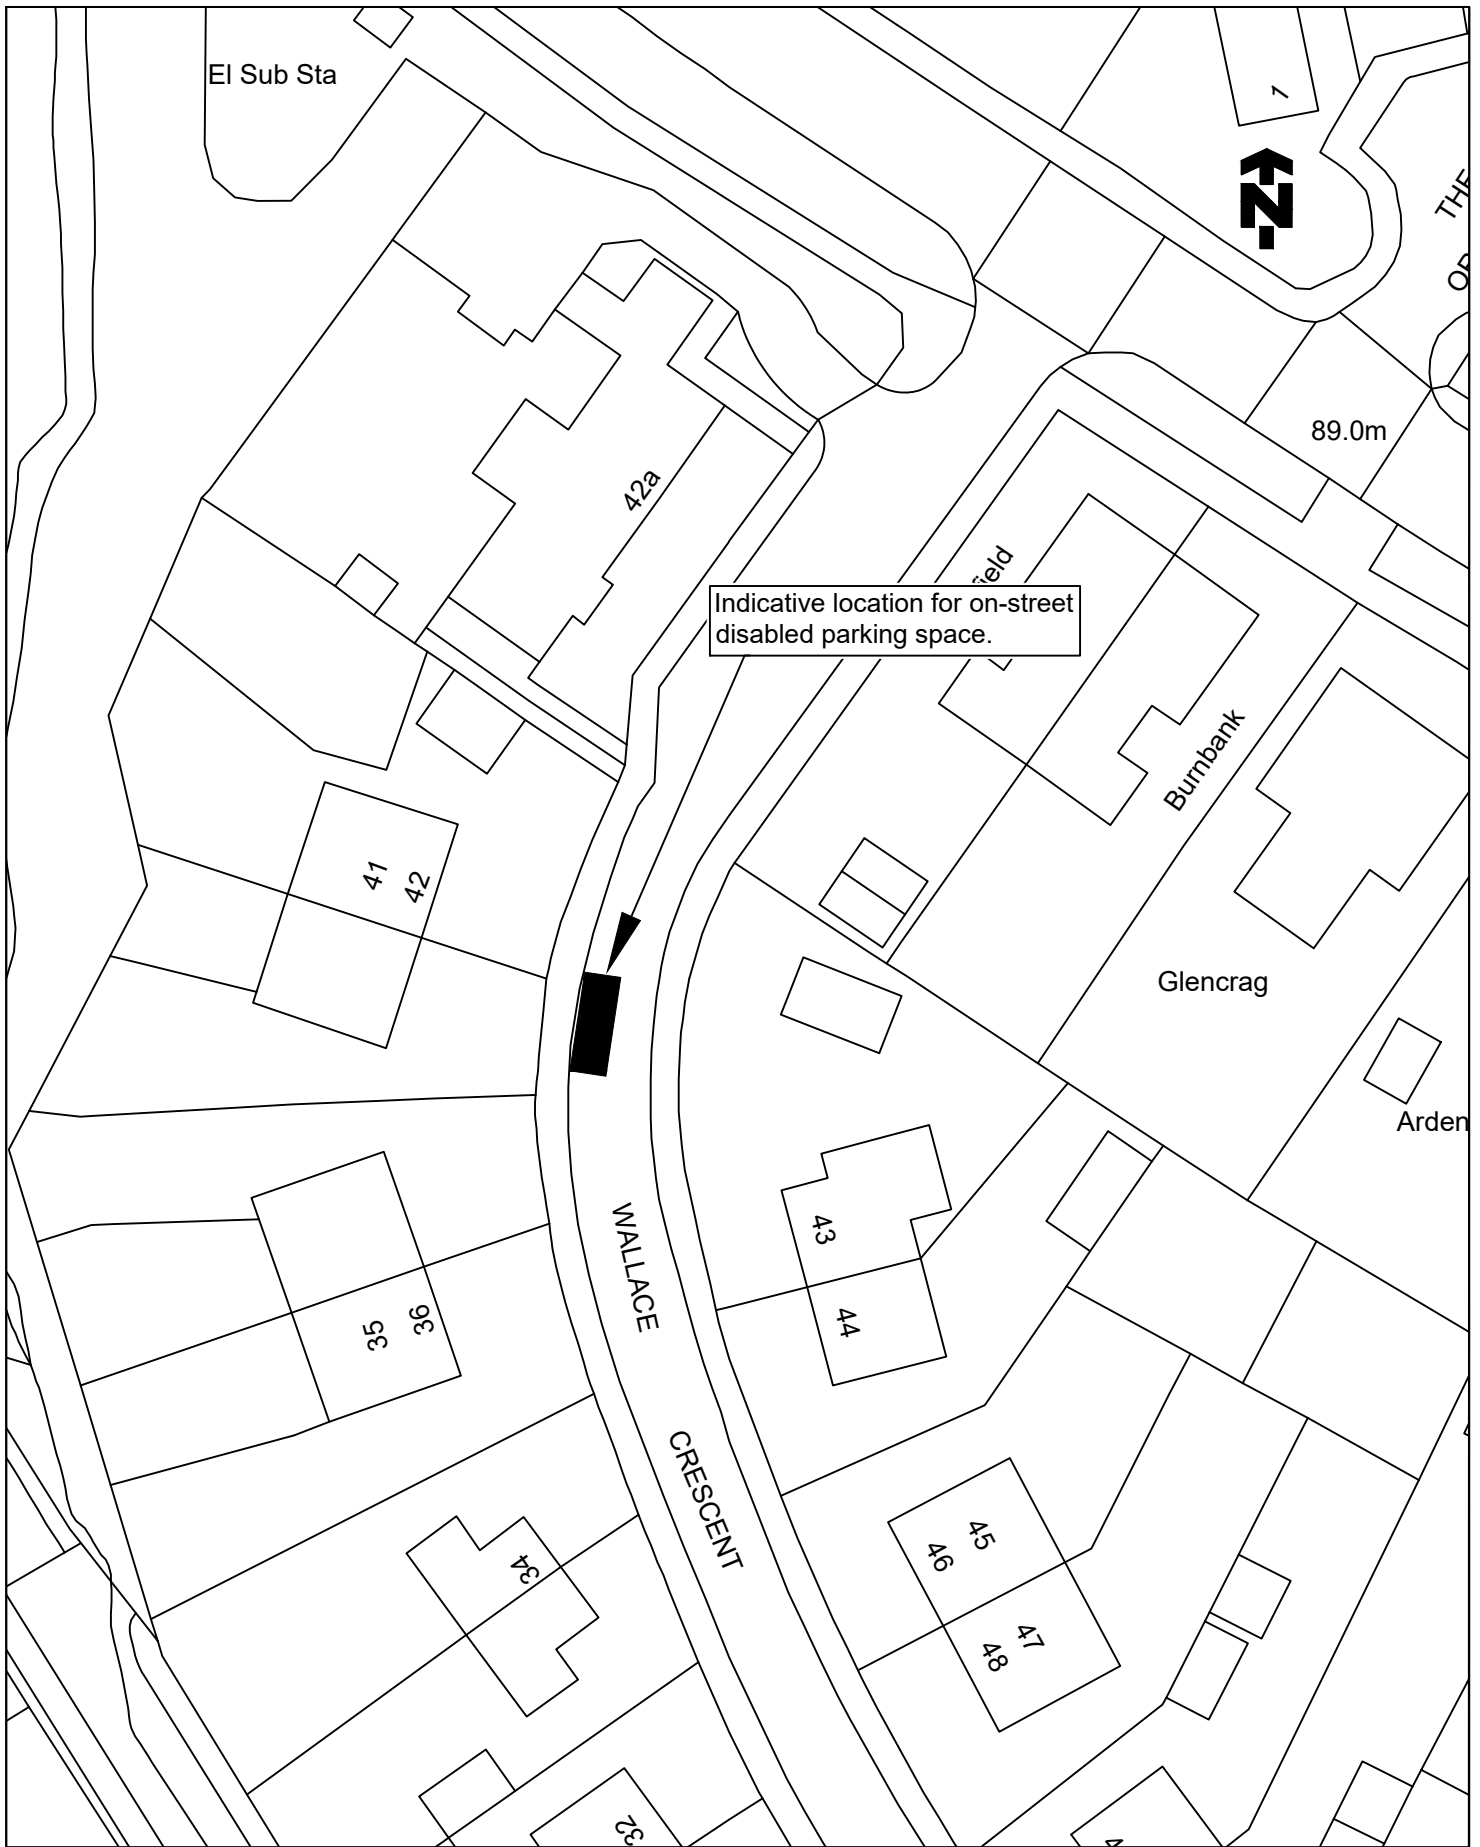 El Sub Sta
1
N
THE
89.0m
42a
Indicative location for on-street
disabled parking space.
Burnbank
41
42
Glencrag
Arden
43
44
WALLACE
CRESCENT
35
36
34
45
46
47
48
32